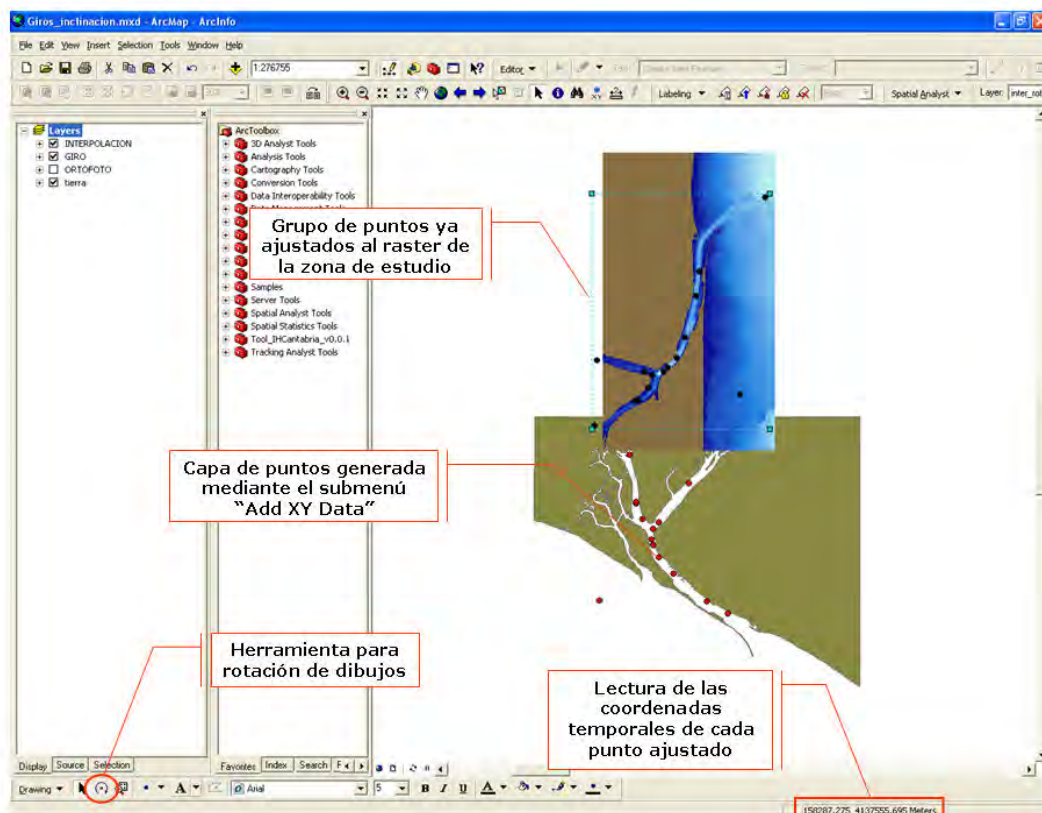 Giros_inclinacion.mxd - ArcMap - ArcInfo
File Edit View Insert Selection Tools Window Help
1:276755
Editor
Labeling
Spatial Analyst
Layer: inter_rot
Layers
INTERPOLACION
GIRO
ORTOFOTO
tierra
ArcToolbox
3D Analyst Tools
Analysis Tools
Cartography Tools
Conversion Tools
Data Interoperability Tools
Samples
Server Tools
Spatial Analyst Tools
Spatial Statistics Tools
Tool_IHCantabria_v0.0.1
Tracking Analyst Tools
Grupo de puntos ya
ajustados al raster de
la zona de estudio
Capa de puntos generada
mediante el submenú
“Add XY Data”
Herramienta para
rotación de dibujos
Lectura de las
coordenadas
temporales de cada
punto ajustado
Display Source Selection
Favorites Index Search F
Drawing
A
Arial
5
B I U A
158287,275 4137555,695 Meters